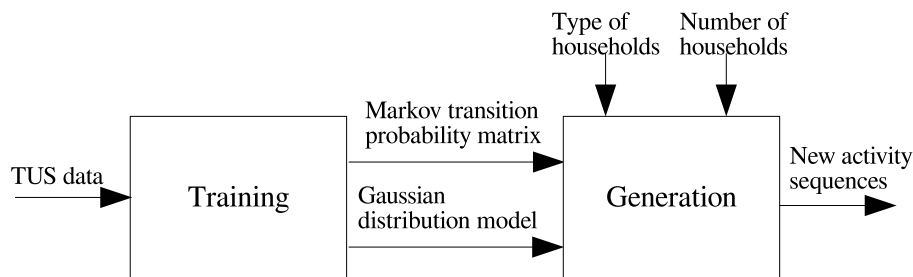 Type of
households
Number of
households
Markov transition
probability matrix
TUS data
Training
Gaussian
distribution model
Generation
New activity
sequences